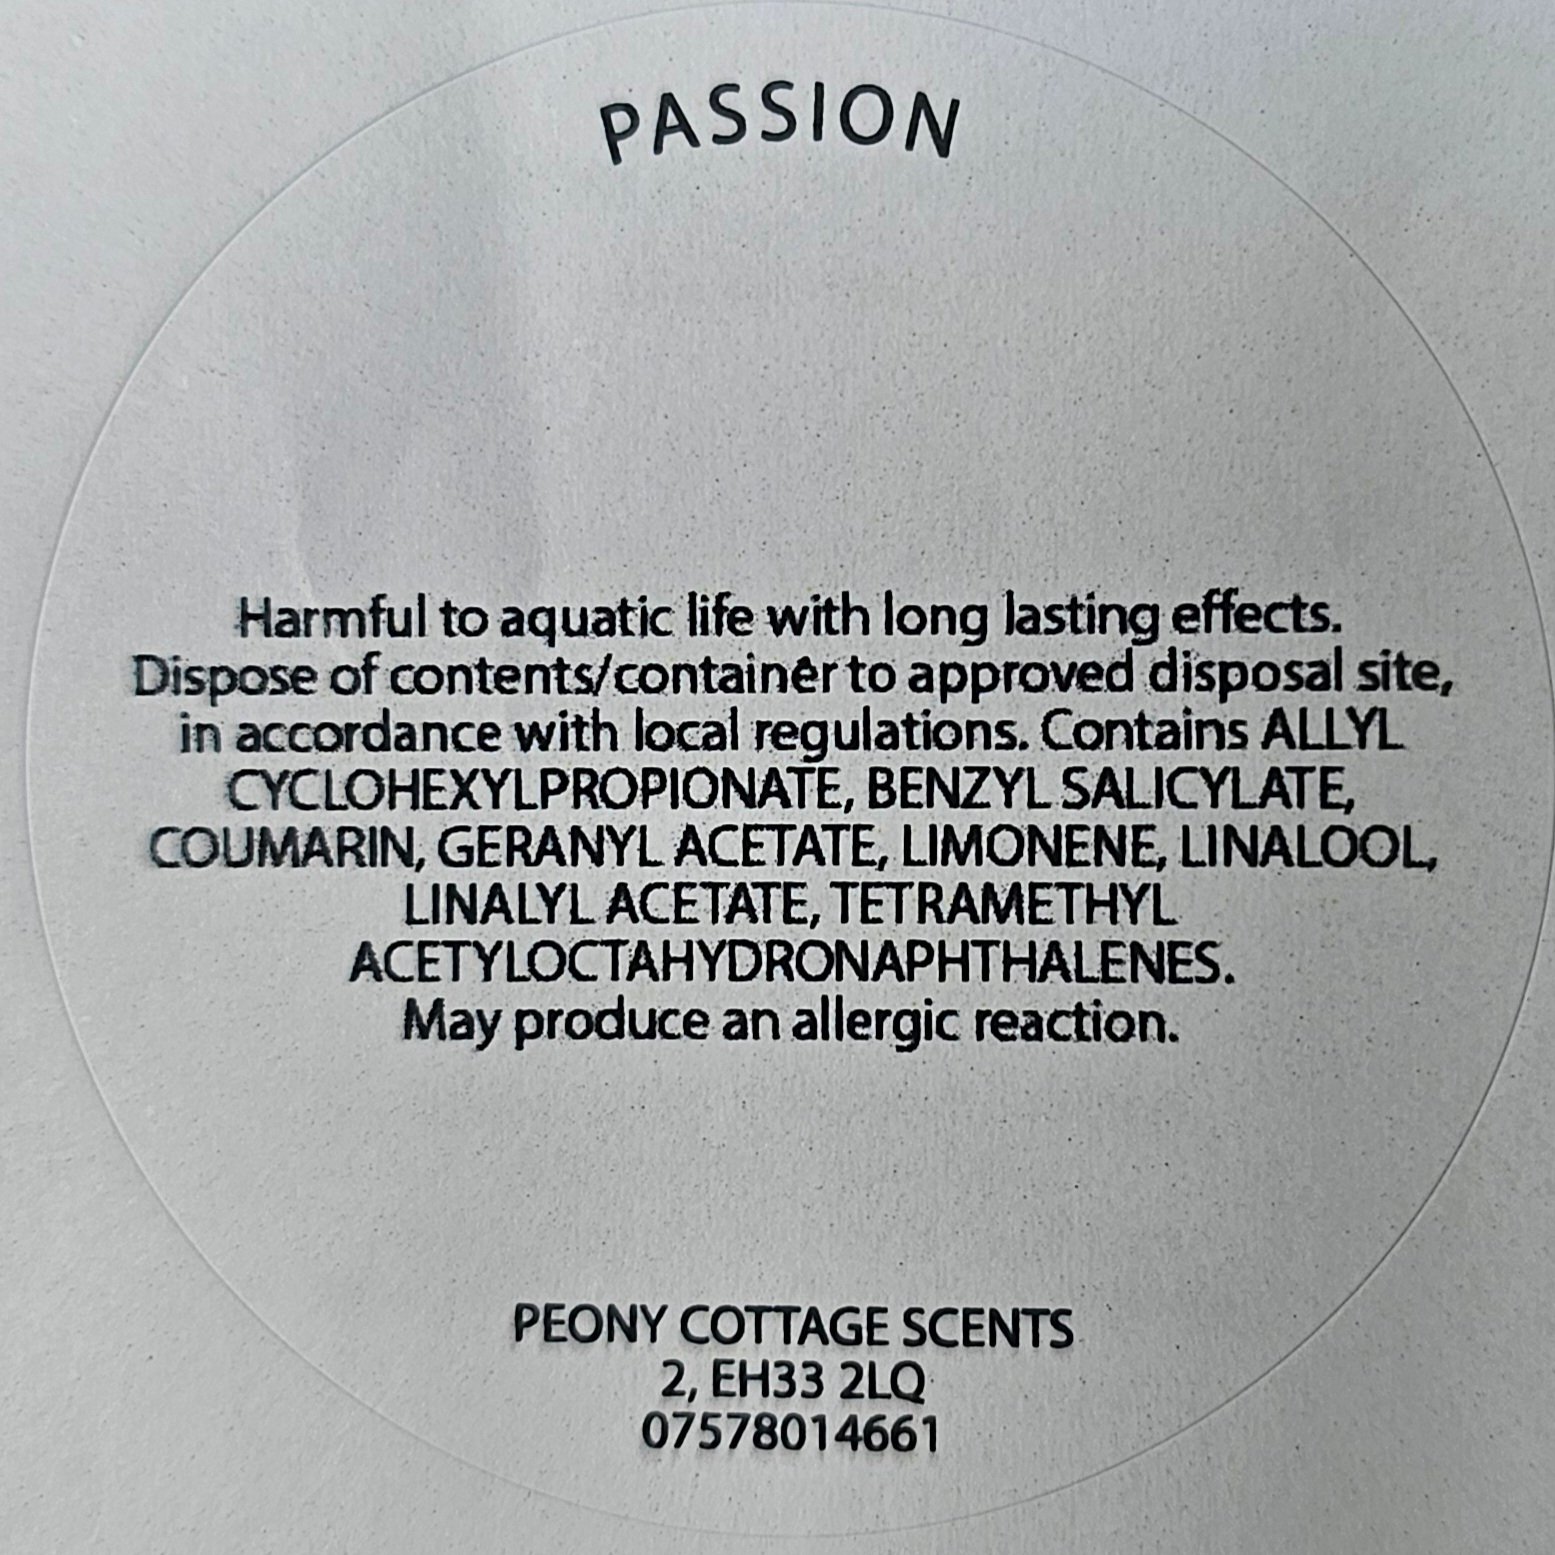 PASSION
Harmful to aquatic life with long lasting effects.
Dispose of contents/container to approved disposal site,
in accordance with local regulations. Contains ALLYL
CYCLOHEXYLPROPIONATE, BENZYL SALICYLATE,
COUMARIN, GERANYL ACETATE, LIMONENE, LINALOOL,
LINALYL ACETATE, TETRAMETHYL
ACETYLOCTAHYDRONAPHTHALENES.
May produce an allergic reaction.
PEONY COTTAGE SCENTS
2, EH33 2LQ
07578014661